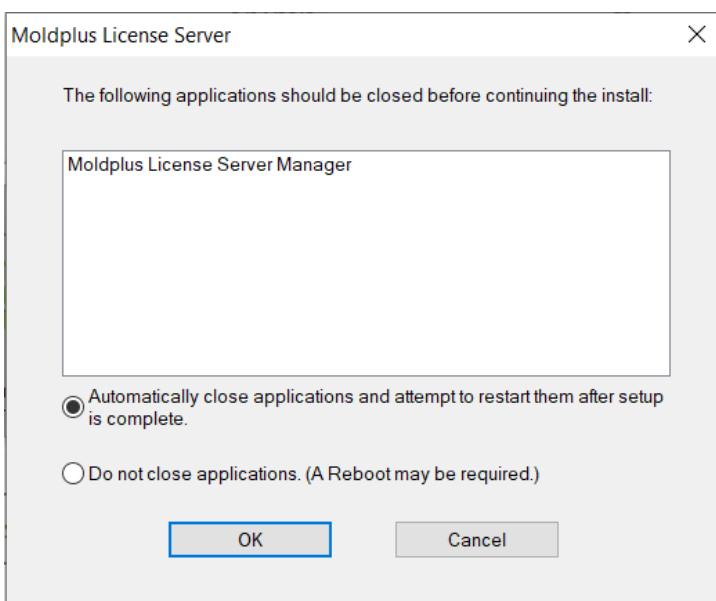 Moldplus License Server
The following applications should be closed before continuing the install:
Moldplus License Server Manager
Automatically close applications and attempt to restart them after setup
is complete.
Do not close applications. (A Reboot may be required.)
OK
Cancel